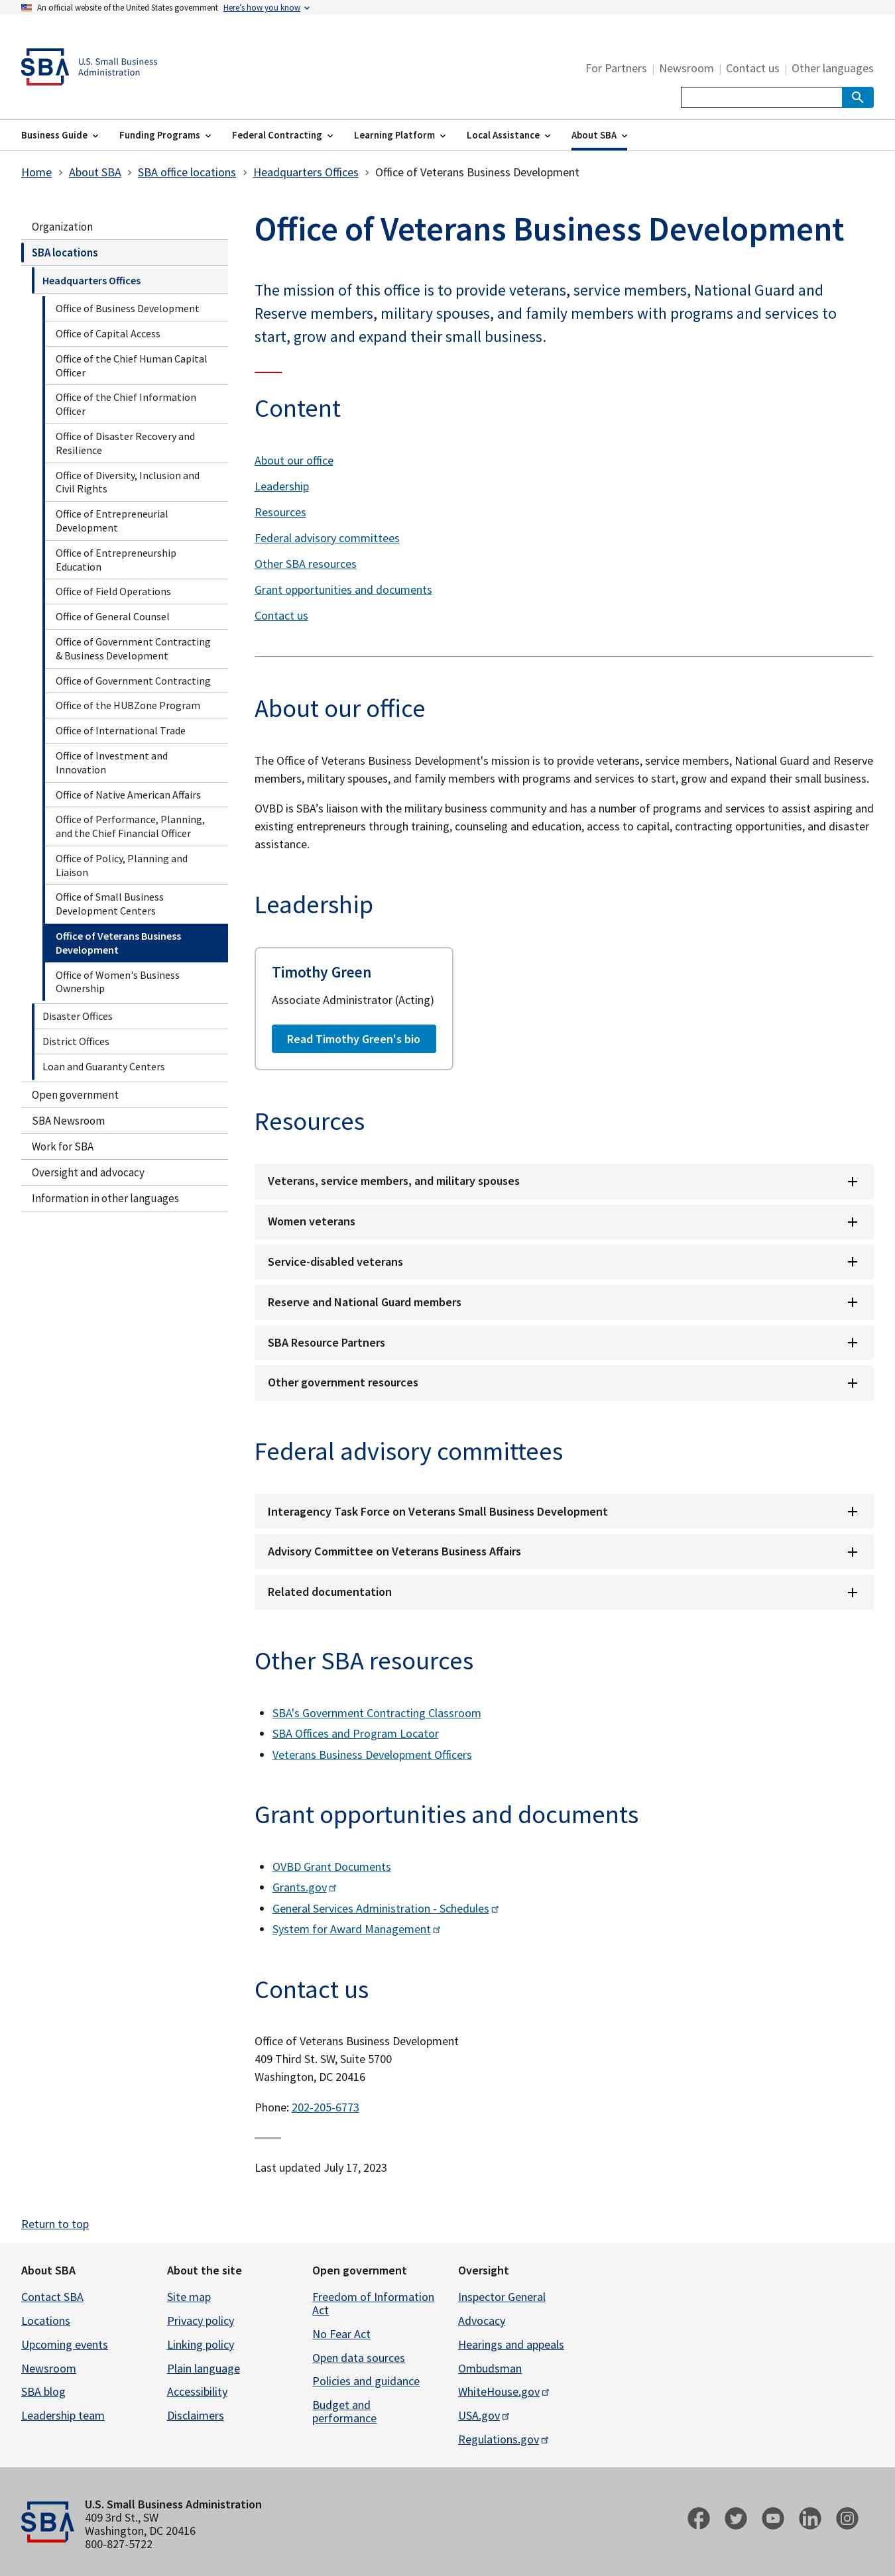 An official website of the United States government Here's how you know
SBA U.S. Small Business
Administration
For Partners | Newsroom | Contact us | Other languages
Business Guide Funding Programs Federal Contracting Learning Platform Local Assistance About SBA
Home > About SBA > SBA office locations > Headquarters Offices > Office of Veterans Business Development
Organization
SBA locations
Headquarters Offices
Office of Business Development
Office of Capital Access
Office of the Chief Human Capital
Officer
Office of the Chief Information
Officer
Office of Disaster Recovery and
Resilience
Office of Diversity, Inclusion and
Civil Rights
Office of Entrepreneurial
Development
Office of Entrepreneurship
Education
Office of Field Operations
Office of General Counsel
Office of Government Contracting
& Business Development
Office of Government Contracting
Office of the HUBZone Program
Office of International Trade
Office of Investment and
Innovation
Office of Native American Affairs
Office of Performance, Planning,
and the Chief Financial Officer
Office of Policy, Planning and
Liaison
Office of Small Business
Development Centers
Office of Veterans Business
Development
Office of Women's Business
Ownership
Disaster Offices
District Offices
Loan and Guaranty Centers
Open government
SBA Newsroom
Work for SBA
Oversight and advocacy
Information in other languages
Office of Veterans Business Development
The mission of this office is to provide veterans, service members, National Guard and
Reserve members, military spouses, and family members with programs and services to
start, grow and expand their small business.
Content
About our office
Leadership
Resources
Federal advisory committees
Other SBA resources
Grant opportunities and documents
Contact us
About our office
The Office of Veterans Business Development's mission is to provide veterans, service members, National Guard and Reserve
members, military spouses, and family members with programs and services to start, grow and expand their small business.
OVBD is SBA's liaison with the military business community and has a number of programs and services to assist aspiring and
existing entrepreneurs through training, counseling and education, access to capital, contracting opportunities, and disaster
assistance.
Leadership
Timothy Green
Associate Administrator (Acting)
Read Timothy Green's bio
Resources
Veterans, service members, and military spouses
Women veterans
Service-disabled veterans
Reserve and National Guard members
SBA Resource Partners
Other government resources
Federal advisory committees
Interagency Task Force on Veterans Small Business Development
Advisory Committee on Veterans Business Affairs
Related documentation
Other SBA resources
SBA's Government Contracting Classroom
SBA Offices and Program Locator
Veterans Business Development Officers
Grant opportunities and documents
OVBD Grant Documents
Grants.gov
General Services Administration - Schedules
System for Award Management
Contact us
Office of Veterans Business Development
409 Third St. SW, Suite 5700
Washington, DC 20416
Phone: 202-205-6773
Last updated July 17, 2023
Return to top
About SBA
Contact SBA
Locations
Upcoming events
Newsroom
SBA blog
Leadership team
About the site
Site map
Privacy policy
Linking policy
Plain language
Accessibility
Disclaimers
Open government
Freedom of Information
Act
No Fear Act
Open data sources
Policies and guidance
Budget and
performance
Oversight
Inspector General
Advocacy
Hearings and appeals
Ombudsman
WhiteHouse.gov
USA.gov
Regulations.gov
SBA
U.S. Small Business Administration
409 3rd St., SW
Washington, DC 20416
800-827-5722